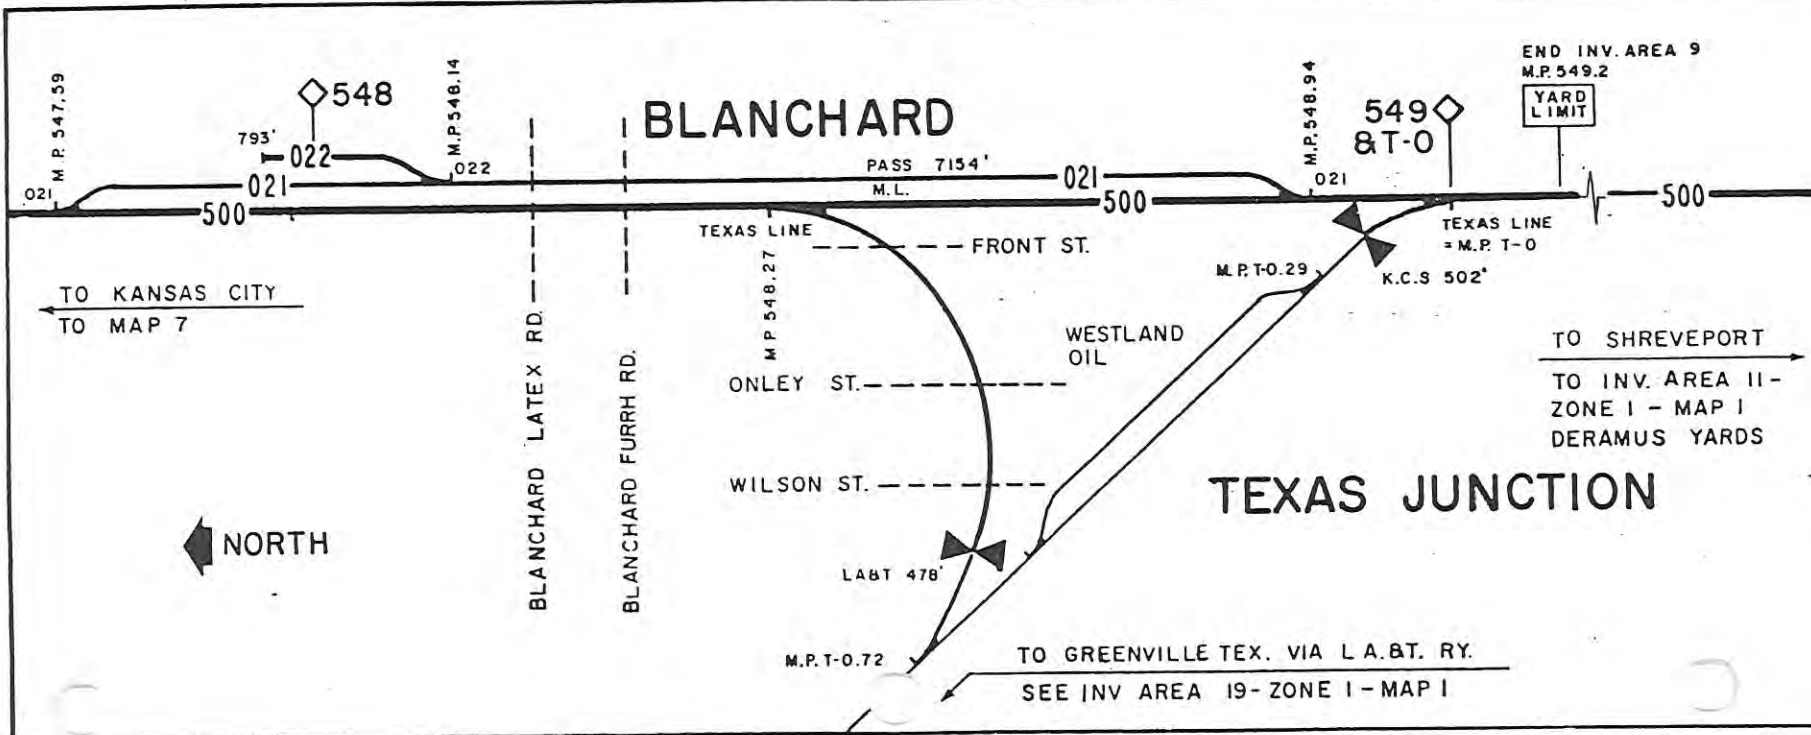 END INV. AREA 9
M.P. 549.2
YARD
LIMIT
M.P. 547.59
548
M.P.548.14
BLANCHARD
M.P.548.94
549
&T-O
793'
022
022
PASS 7154'
021
021
M.L.
021
021
500
500
500
TEXAS LINE
FRONT ST.
TEXAS LINE
= M.P. T-O
M.P. 548.27
M.P. T-0.29
K.C.S 502'
TO KANSAS CITY
TO MAP 7
BLANCHARD LATEX RD.
BLANCHARD FURRH RD.
WESTLAND
OIL
ONLEY ST.
WILSON ST.
TO SHREVEPORT
TO INV. AREA 11-
ZONE 1 - MAP 1
DERAMUS YARDS
TEXAS JUNCTION
NORTH
LA&T 478'
M.P. T-0.72
TO GREENVILLE TEX. VIA L A.&T. RY.
SEE INV AREA 19-ZONE 1-MAP 1